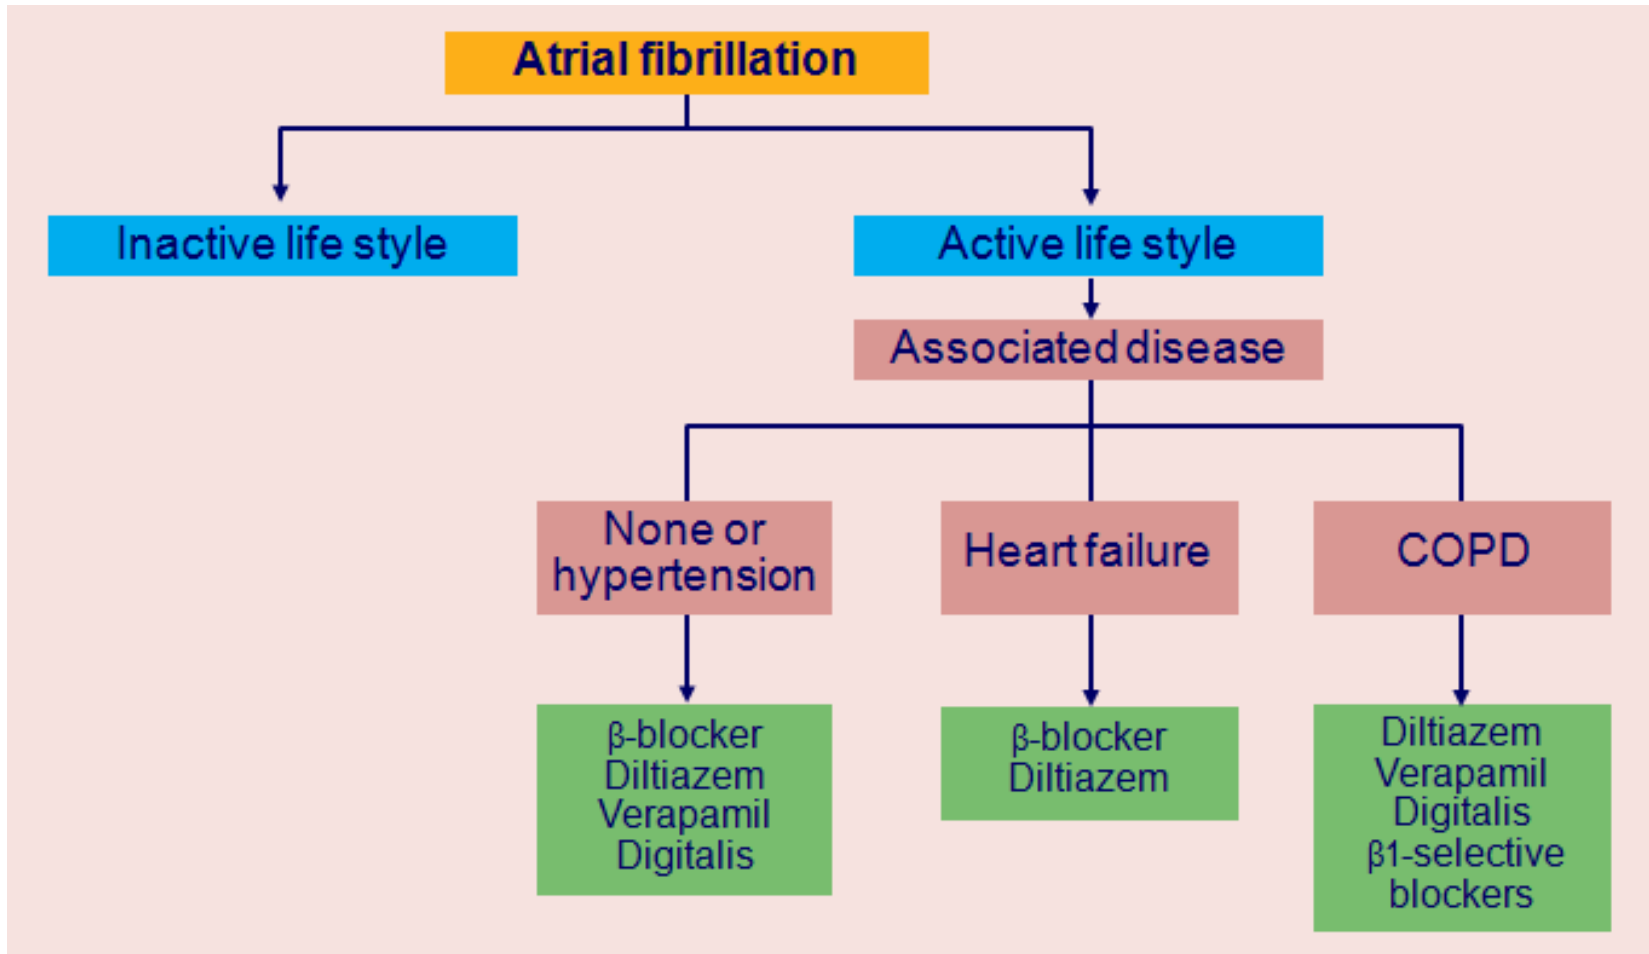 Atrial fibrillation
Inactive life style
Active life style
Associated disease
None or
hypertension
Heart failure
COPD
β-blocker
Diltiazem
Verapamil
Digitalis
β-blocker
Diltiazem
Diltiazem
Verapamil
Digitalis
β1-selective
blockers